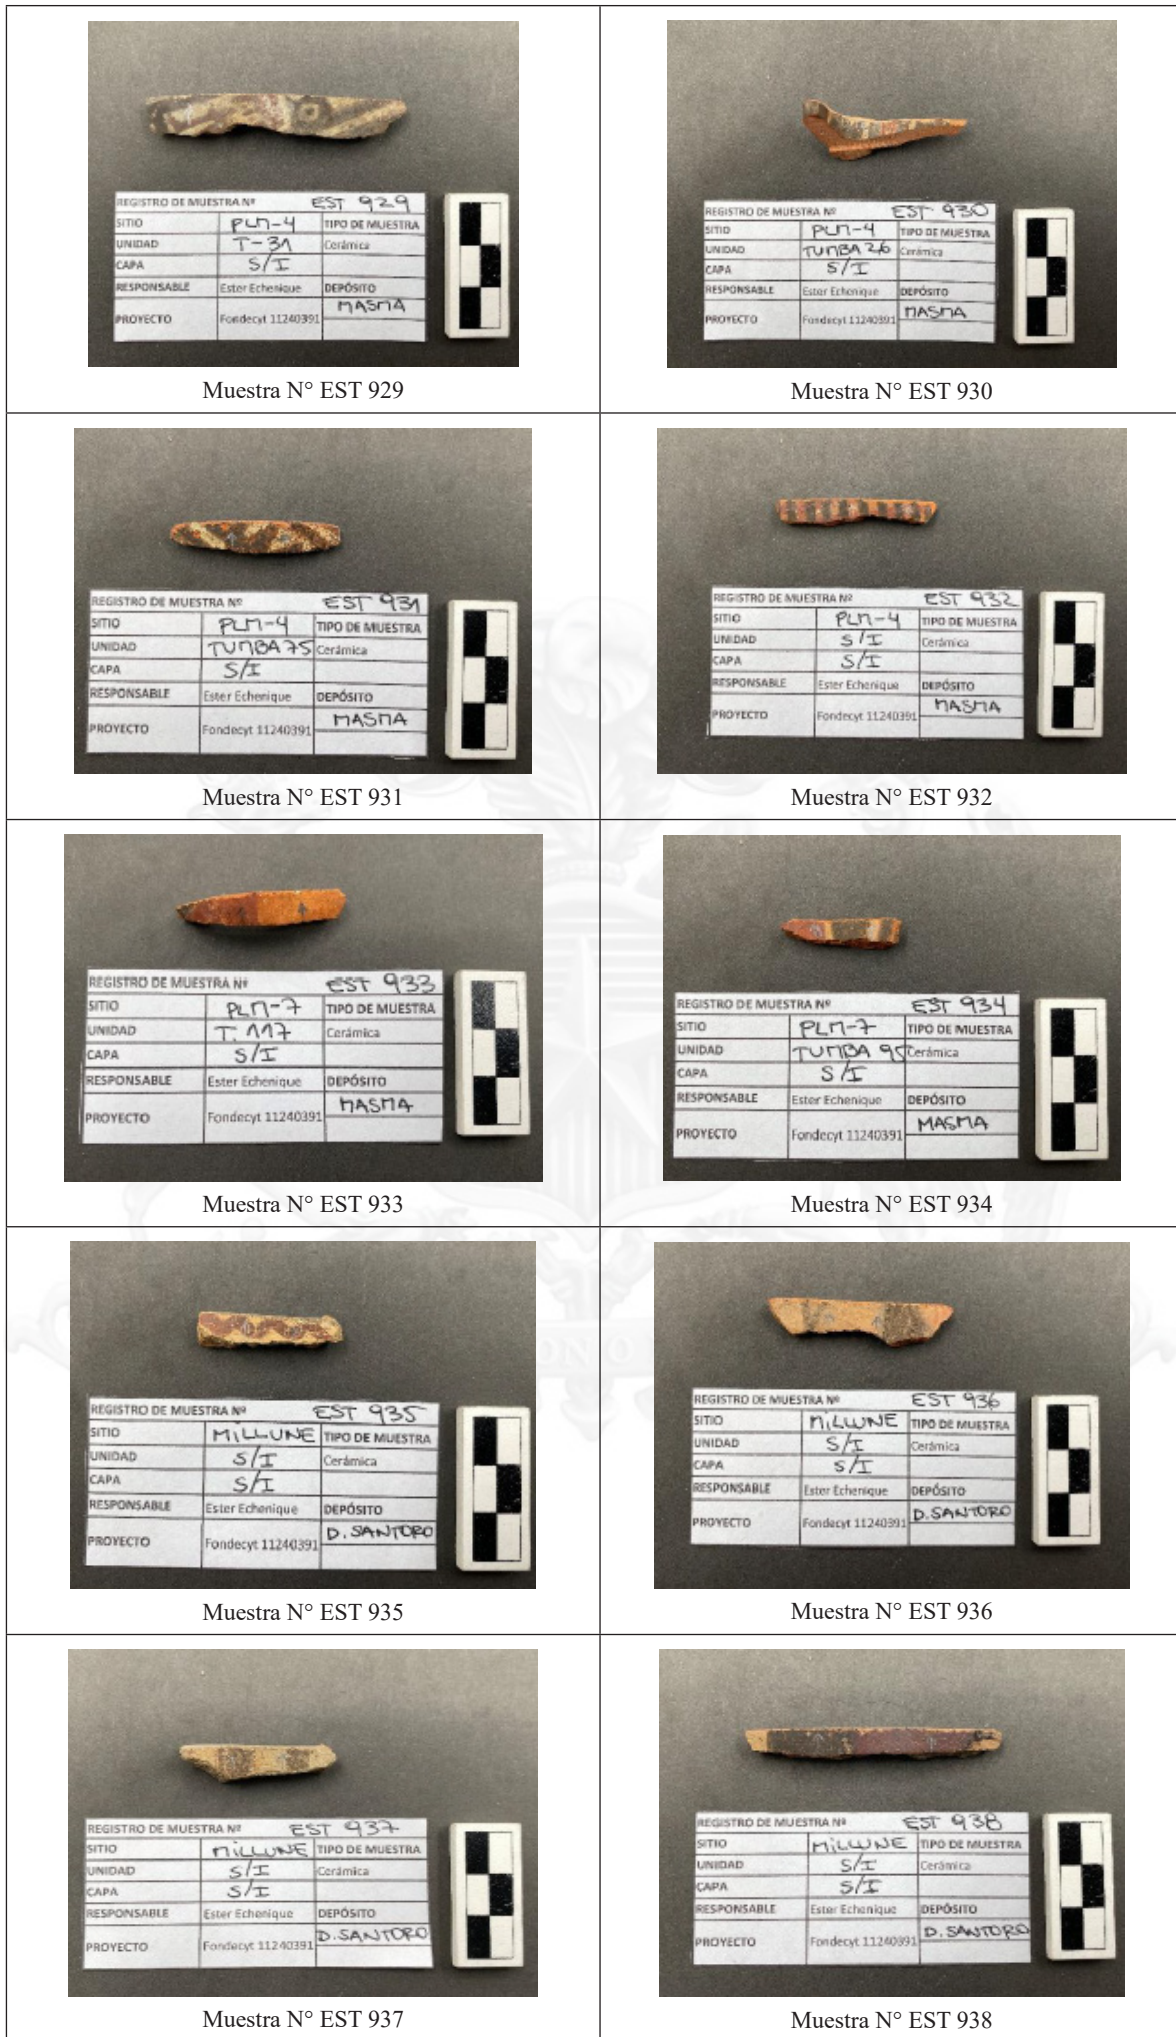 REGISTRO DE MUESTRA Nº EST 929
SITIO PLM-4 TIPO DE MUESTRA
UNIDAD T-31 Cerámica
CAPA S/I
RESPONSABLE Ester Echenique DEPÓSITO
MASMA
PROYECTO Fondecyt 11240391
Muestra N° EST 929
REGISTRO DE MUESTRA Nº EST 930
SITIO PLM-4 TIPO DE MUESTRA
UNIDAD TUMBA 26 Cerámica
CAPA S/I
RESPONSABLE Ester Echenique DEPÓSITO
MASMA
PROYECTO Fondecyt 11240391
Muestra N° EST 930
REGISTRO DE MUESTRA Nº EST 931
SITIO PLM-4 TIPO DE MUESTRA
UNIDAD TUMBA 75 Cerámica
CAPA S/I
RESPONSABLE Ester Echenique DEPÓSITO
MASMA
PROYECTO Fondecyt 11240391
Muestra N° EST 931
REGISTRO DE MUESTRA Nº EST 932
SITIO PLM-4 TIPO DE MUESTRA
UNIDAD S/I Cerámica
CAPA S/I
RESPONSABLE Ester Echenique DEPÓSITO
MASMA
PROYECTO Fondecyt 11240391
Muestra N° EST 932
REGISTRO DE MUESTRA Nº EST 933
SITIO PLM-7 TIPO DE MUESTRA
UNIDAD T. 117 Cerámica
CAPA S/I
RESPONSABLE Ester Echenique DEPÓSITO
MASMA
PROYECTO Fondecyt 11240391
Muestra N° EST 933
REGISTRO DE MUESTRA Nº EST 934
SITIO PLM-7 TIPO DE MUESTRA
UNIDAD TUMBA 95 Cerámica
CAPA S/I
RESPONSABLE Ester Echenique DEPÓSITO
MASMA
PROYECTO Fondecyt 11240391
Muestra N° EST 934
REGISTRO DE MUESTRA Nº EST 935
SITIO MILLUNE TIPO DE MUESTRA
UNIDAD S/I Cerámica
CAPA S/I
RESPONSABLE Ester Echenique DEPÓSITO
D. SANTORO
PROYECTO Fondecyt 11240391
Muestra N° EST 935
REGISTRO DE MUESTRA Nº EST 936
SITIO MILLUNE TIPO DE MUESTRA
UNIDAD S/I Cerámica
CAPA S/I
RESPONSABLE Ester Echenique DEPÓSITO
D. SANTORO
PROYECTO Fondecyt 11240391
Muestra N° EST 936
REGISTRO DE MUESTRA Nº EST 937
SITIO MILLUNE TIPO DE MUESTRA
UNIDAD S/I Cerámica
CAPA S/I
RESPONSABLE Ester Echenique DEPÓSITO
D. SANTORO
PROYECTO Fondecyt 11240391
Muestra N° EST 937
REGISTRO DE MUESTRA Nº EST 938
SITIO MILLUNE TIPO DE MUESTRA
UNIDAD S/I Cerámica
CAPA S/I
RESPONSABLE Ester Echenique DEPÓSITO
D. SANTORO
PROYECTO Fondecyt 11240391
Muestra N° EST 938